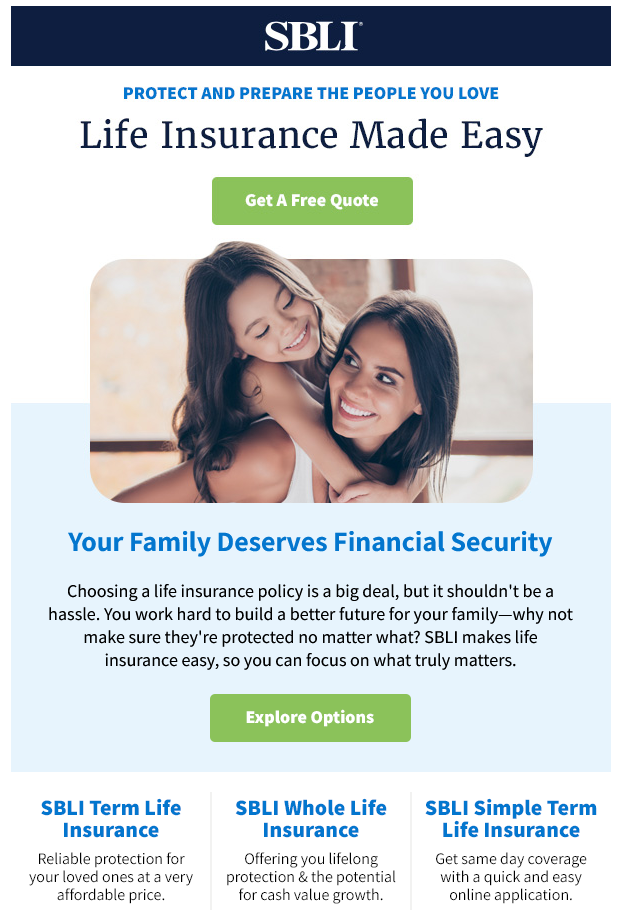 SBLI®
PROTECT AND PREPARE THE PEOPLE YOU LOVE
Life Insurance Made Easy
Get A Free Quote
Your Family Deserves Financial Security
Choosing a life insurance policy is a big deal, but it shouldn't be a
hassle. You work hard to build a better future for your family—why not
make sure they're protected no matter what? SBLI makes life
insurance easy, so you can focus on what truly matters.
Explore Options
SBLI Term Life
Insurance
Reliable protection for
your loved ones at a very
affordable price.
SBLI Whole Life
Insurance
Offering you lifelong
protection & the potential
for cash value growth.
SBLI Simple Term
Life Insurance
Get same day coverage
with a quick and easy
online application.